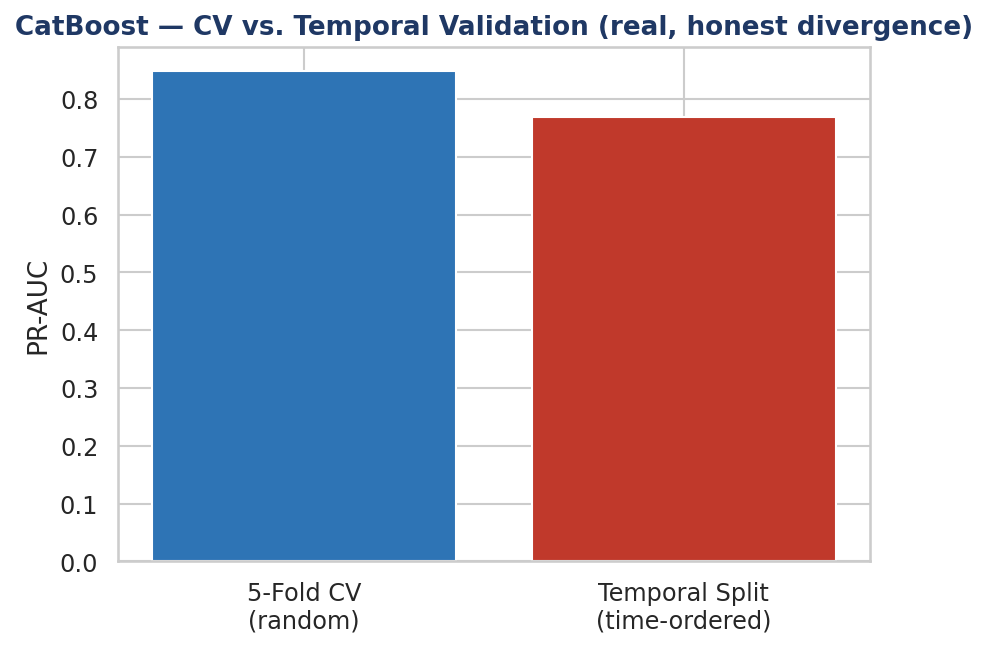 CatBoost — CV vs. Temporal Validation (real, honest divergence)
PR-AUC
0.8
0.7
0.6
0.5
0.4
0.3
0.2
0.1
0.0
5-Fold CV
(random)
Temporal Split
(time-ordered)